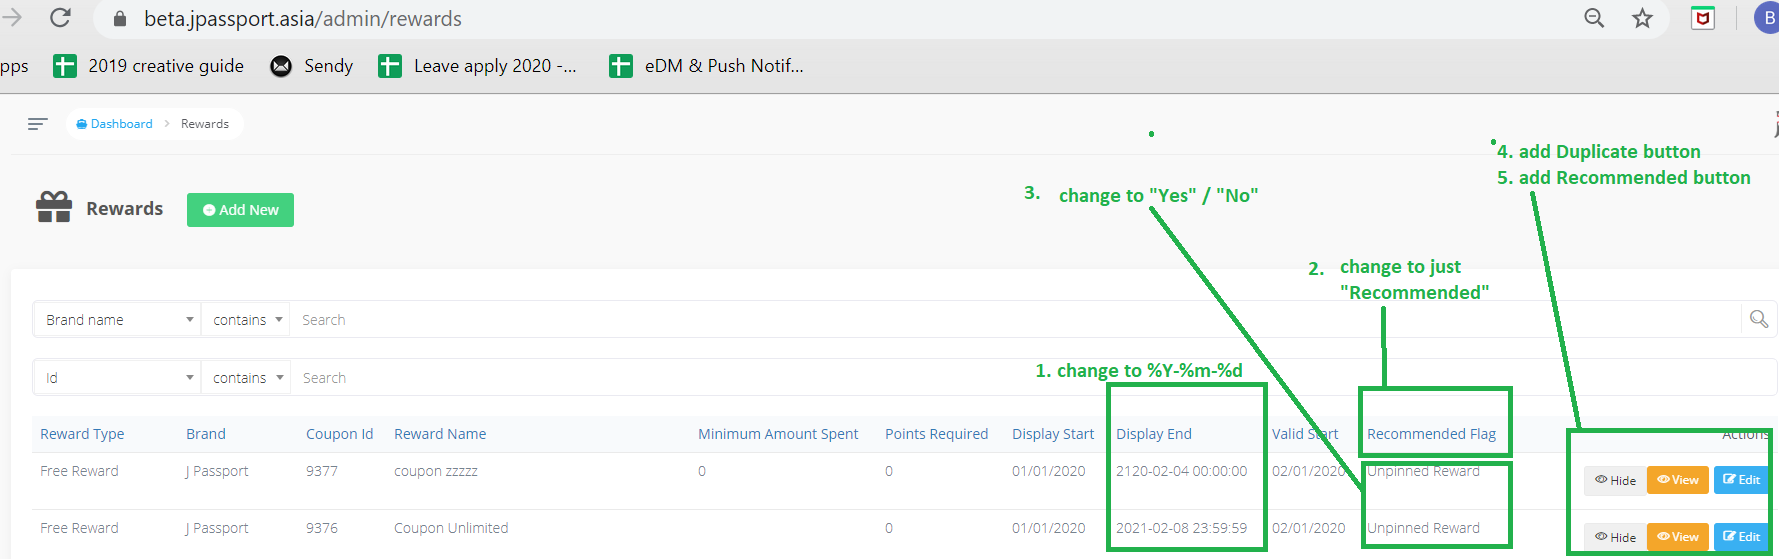 beta.jpassport.asia/admin/rewards
B
pps 2019 creative guide Sendy Leave apply 2020 -... eDM & Push Notif...
Dashboard > Rewards
4. add Duplicate button
5. add Recommended button
3. change to "Yes" / "No"
Rewards Add New
2. change to just
"Recommended"
Brand name contains Search
1. change to %Y-%m-%d
Id contains Search
Reward Type Brand Coupon Id Reward Name Minimum Amount Spent Points Required Display Start Display End Valid Start Recommended Flag Actions
Free Reward J Passport 9377 coupon zzzzz 0 0 01/01/2020 2120-02-04 00:00:00 02/01/2020 Unpinned Reward Hide View Edit
Free Reward J Passport 9376 Coupon Unlimited 0 01/01/2020 2021-02-08 23:59:59 02/01/2020 Unpinned Reward Hide View Edit